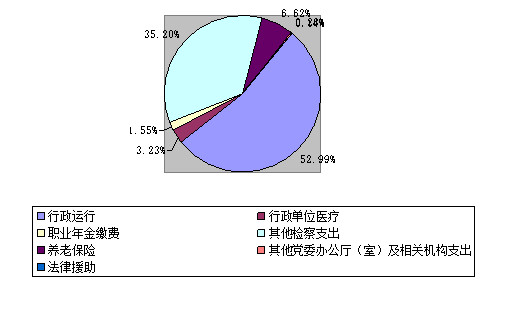 6.62%
35.20%
1.55%
3.23%
52.99%
行政运行
行政单位医疗
职业年金缴费
其他检察支出
养老保险
其他党委办公厅（室）及相关机构支出
法律援助